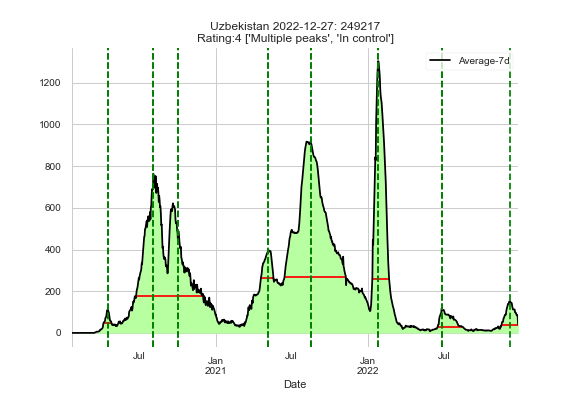 Uzbekistan 2022-12-27: 249217
Rating:4 ['Multiple peaks', 'In control']
Average-7d
1200
1000
800
600
400
200
0
Jul
Jan
2021
Jul
Jan
2022
Jul
Date